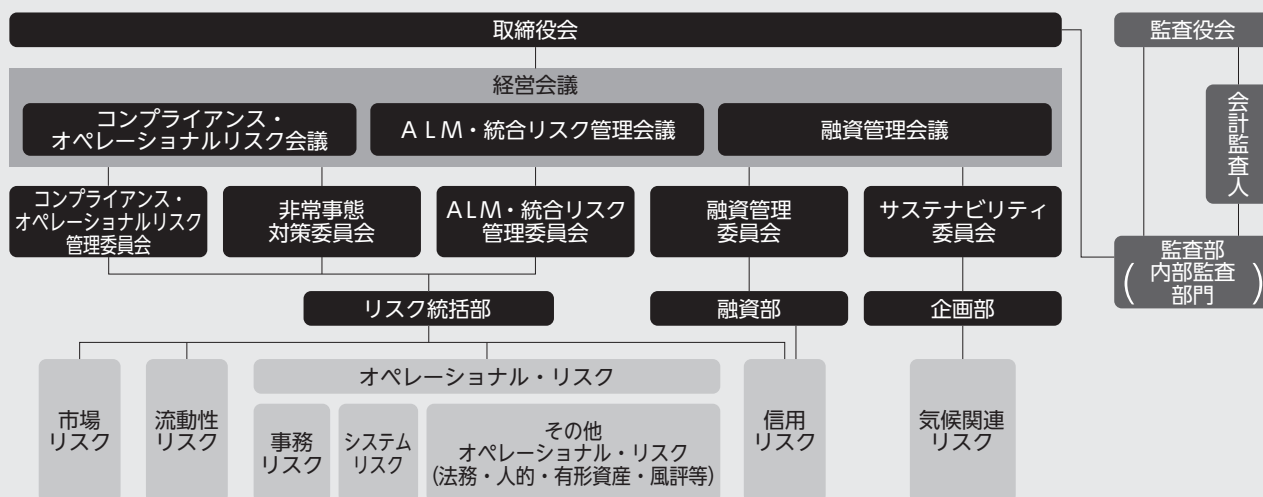 取締役会
監査役会
経営会議
コンプライアンス・
オペレーショナルリスク会議
ＡＬＭ・統合リスク管理会議
融資管理会議
会計監査人
コンプライアンス・
オペレーショナルリスク
管理委員会
非常事態
対策委員会
ＡＬＭ・統合リスク
管理委員会
融資管理
委員会
サステナビリティ
委員会
監査部
(内部監査
部門)
リスク統括部
融資部
企画部
市場
リスク
流動性
リスク
オペレーショナル・リスク
事務
リスク
システム
リスク
その他
オペレーショナル・リスク
(法務・人的・有形資産・風評等)
信用
リスク
気候関連
リスク